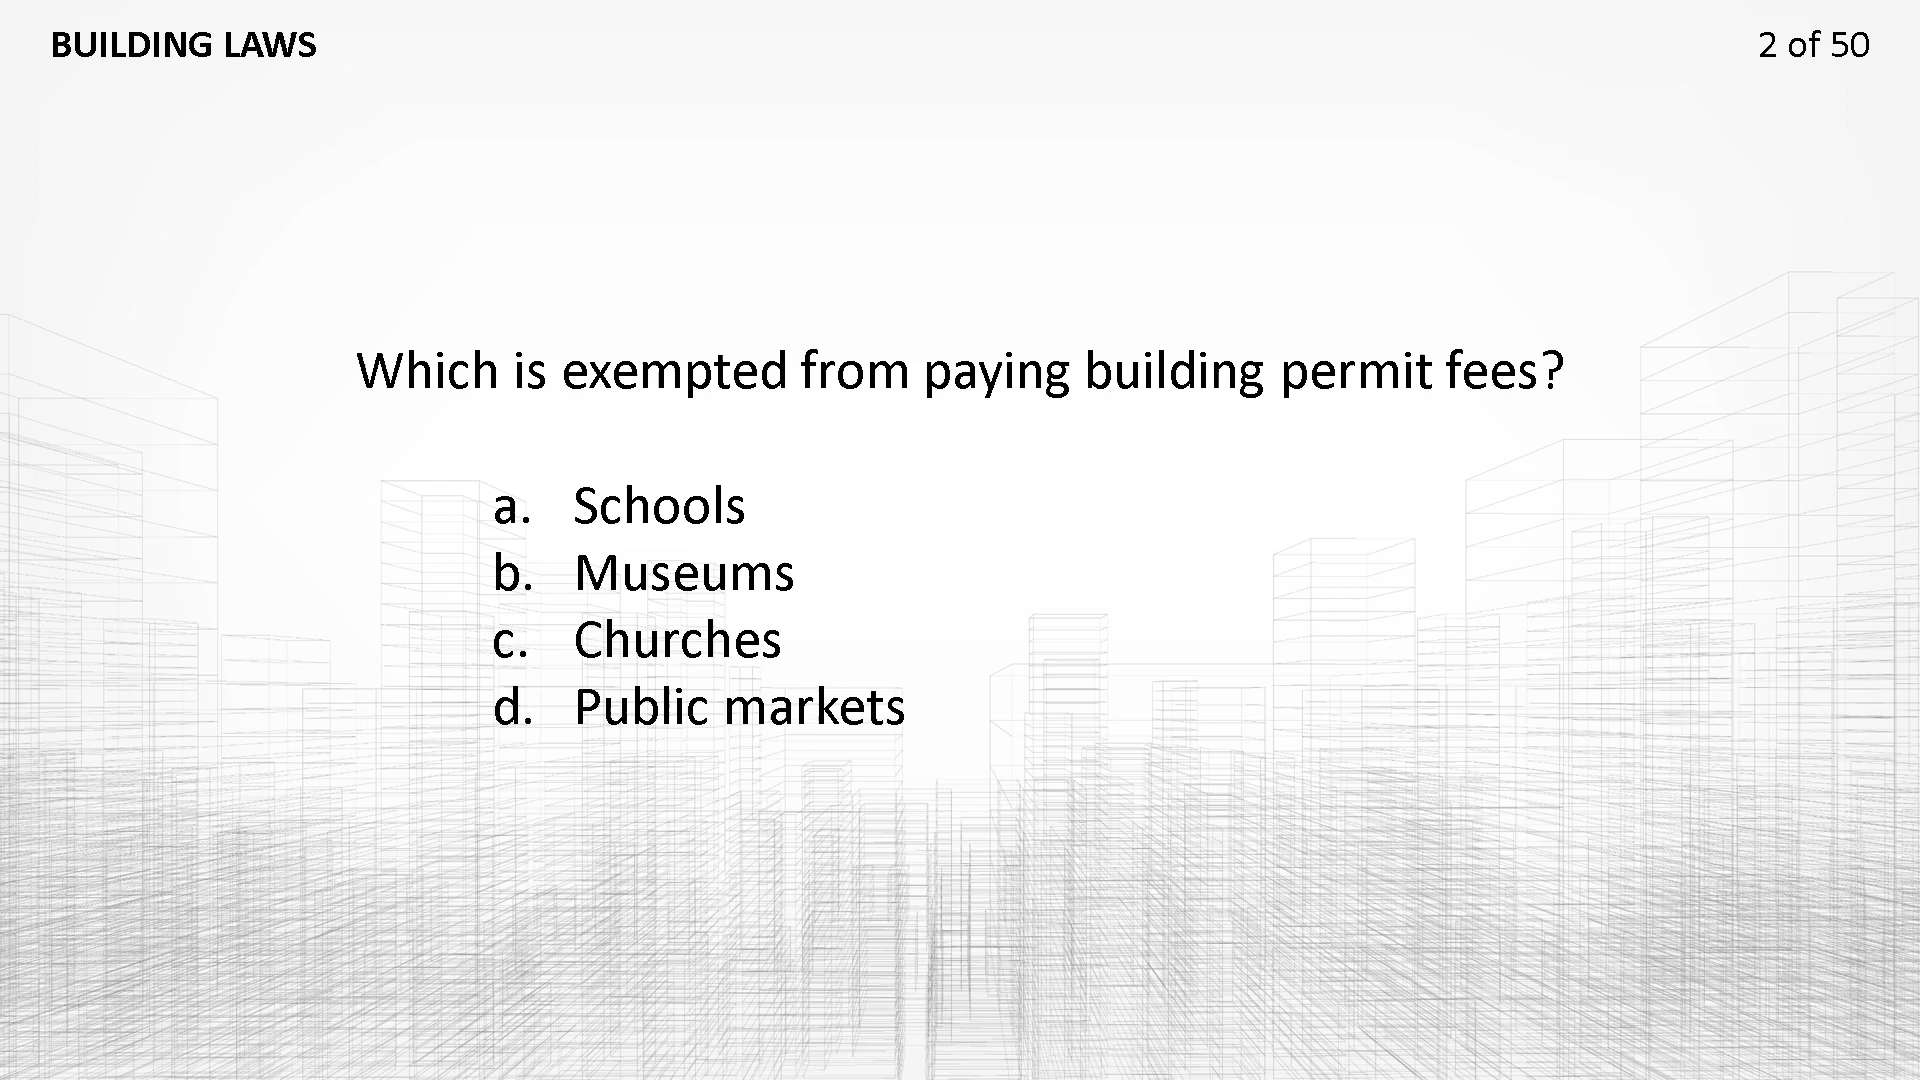 BUILDING LAWS
2 of 50
Which is exempted from paying building permit fees?
a. Schools
b. Museums
c. Churches
d. Public markets